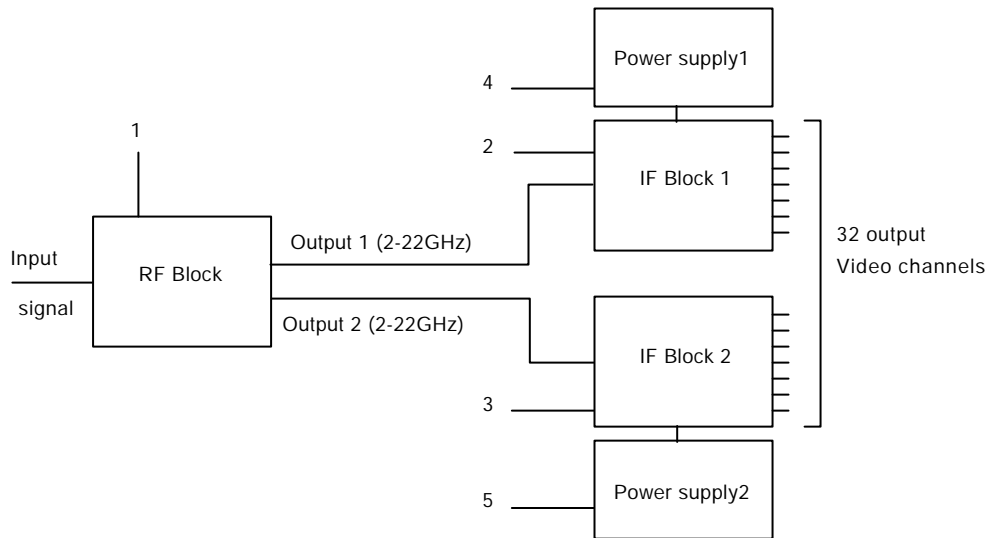 Power supply1
4
1
2
IF Block 1
Output 1 (2-22GHz)
32 output
Video channels
Input
signal
RF Block
Output 2 (2-22GHz)
IF Block 2
3
Power supply2
5